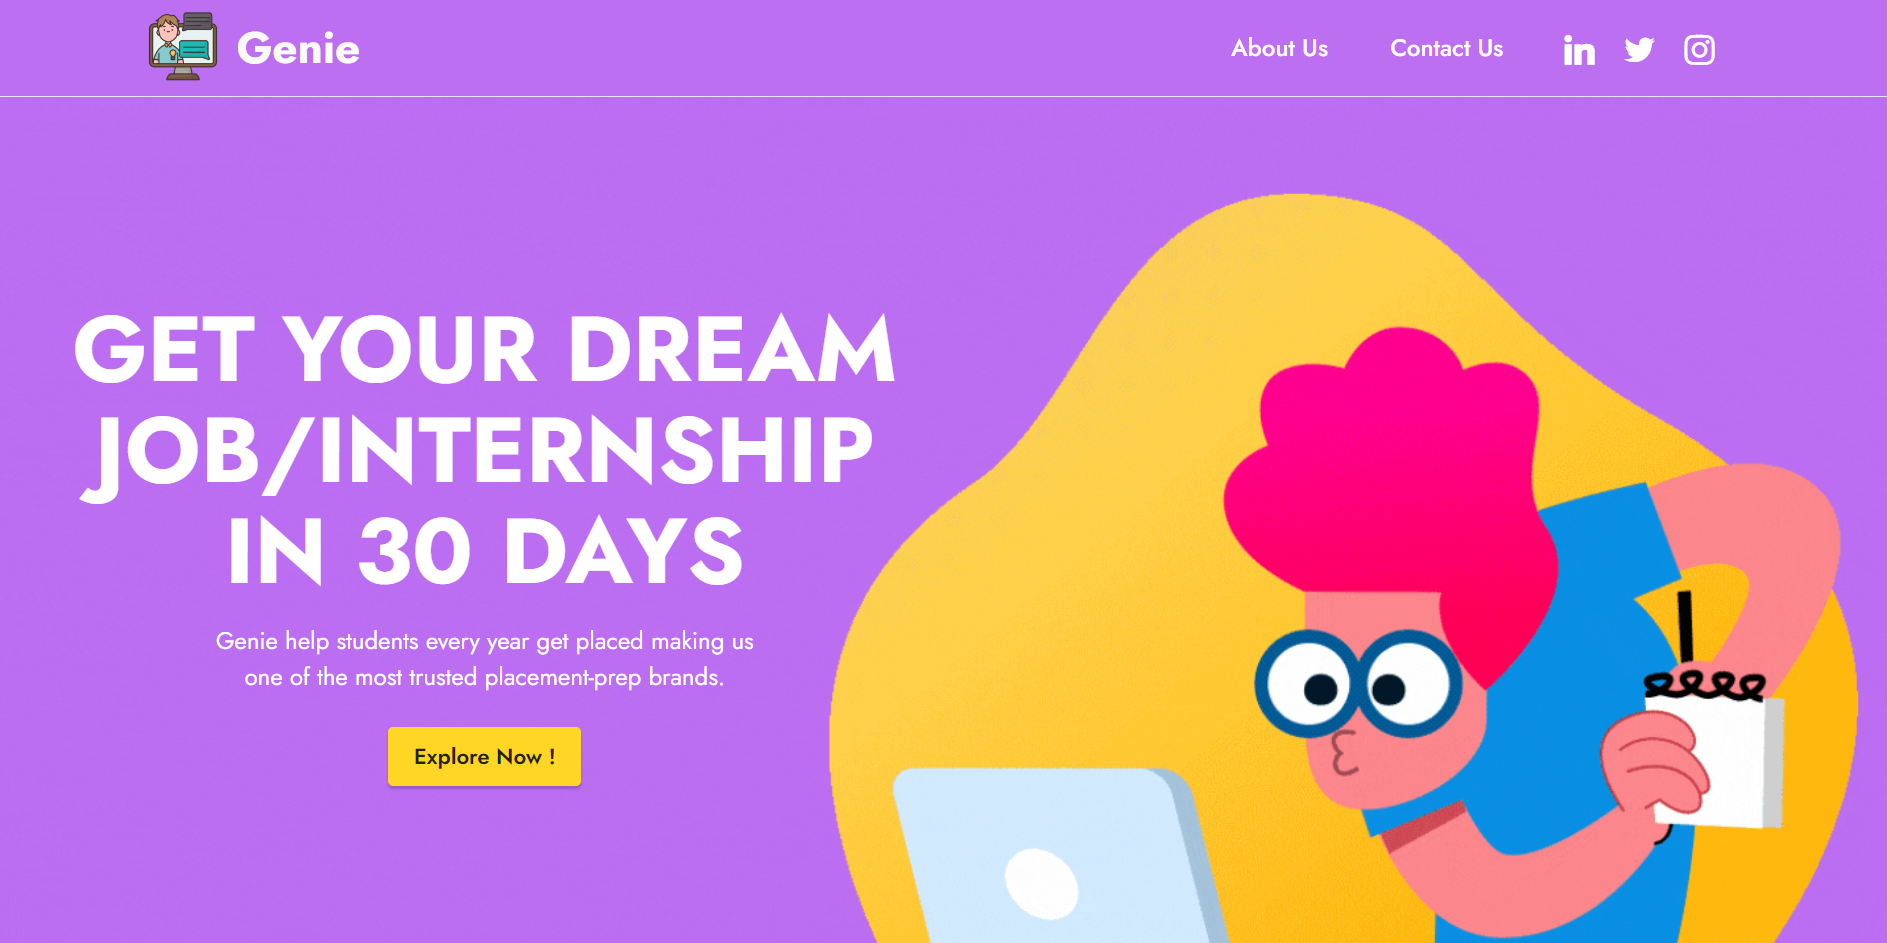 Genie
About Us
Contact Us
GET YOUR DREAM
JOB/INTERNSHIP
IN 30 DAYS
Genie help students every year get placed making us
one of the most trusted placement-prep brands.
Explore Now !